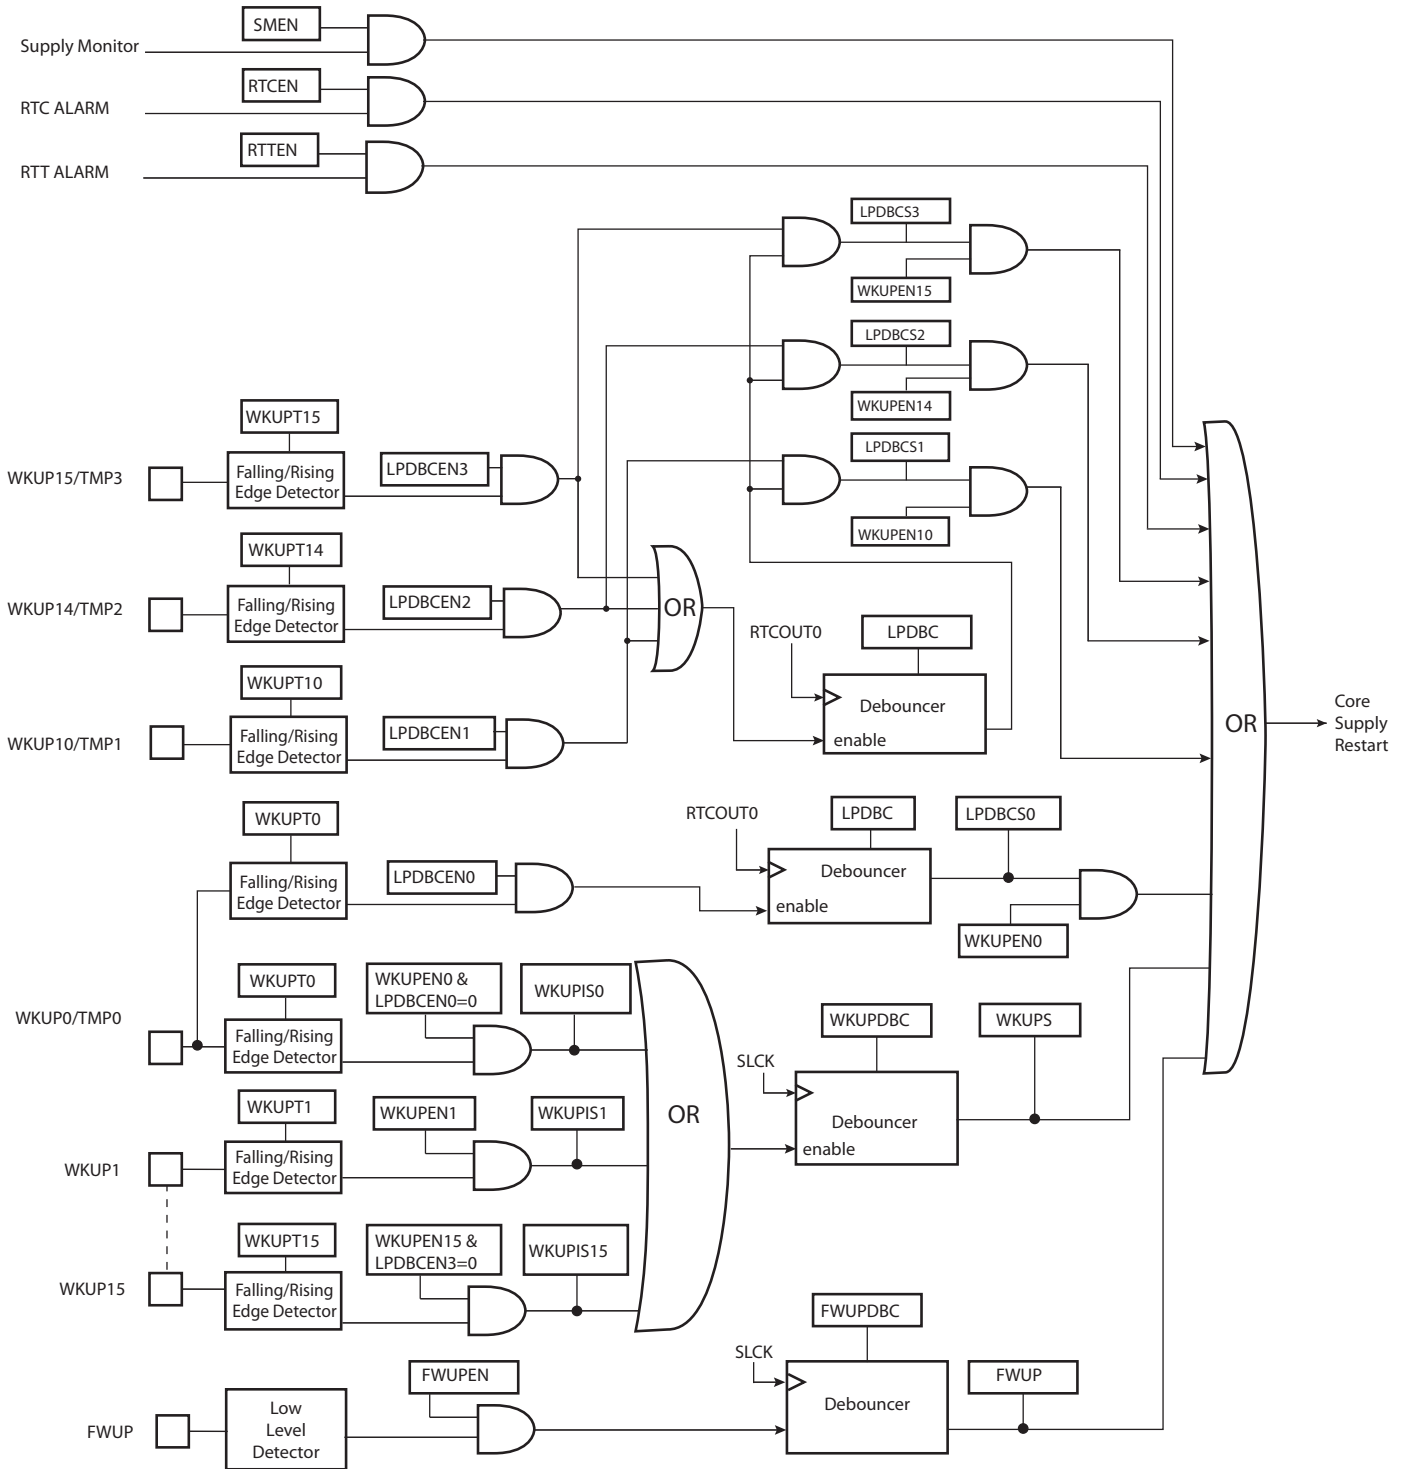 SMEN
Supply Monitor
RTCEN
RTC ALARM
RTTEN
RTT ALARM
LPDBCS3
WKUPEN15
LPDBCS2
WKUPEN14
LPDBCS1
WKUPEN10
WKUPT15
WKUP15/TMP3
Falling/Rising
Edge Detector
LPDBCEN3
WKUPT14
WKUP14/TMP2
Falling/Rising
Edge Detector
LPDBCEN2
OR
RTCOUT0
LPDBC
Debouncer
enable
WKUPT10
WKUP10/TMP1
Falling/Rising
Edge Detector
LPDBCEN1
OR
Core
Supply
Restart
WKUPT0
Falling/Rising
Edge Detector
LPDBCEN0
RTCOUT0
LPDBC
Debouncer
enable
LPDBCS0
WKUPEN0
WKUP0/TMP0
WKUPT0
Falling/Rising
Edge Detector
WKUPEN0 &
LPDBCEN0=0
WKUPIS0
WKUPT1
WKUP1
Falling/Rising
Edge Detector
WKUPEN1
WKUPIS1
OR
SLCK
WKUPDBC
Debouncer
enable
WKUPS
WKUPT15
WKUP15
Falling/Rising
Edge Detector
WKUPEN15 &
LPDBCEN3=0
WKUPIS15
FWUP
Low
Level
Detector
FWUPEN
SLCK
FWUPDBC
Debouncer
FWUP